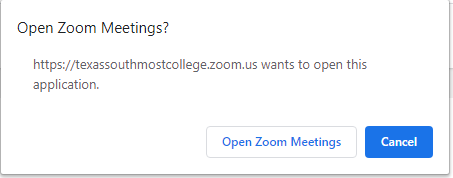 Open Zoom Meetings?
https://texassouthmostcollege.zoom.us wants to open this
application.
Open Zoom Meetings
Cancel